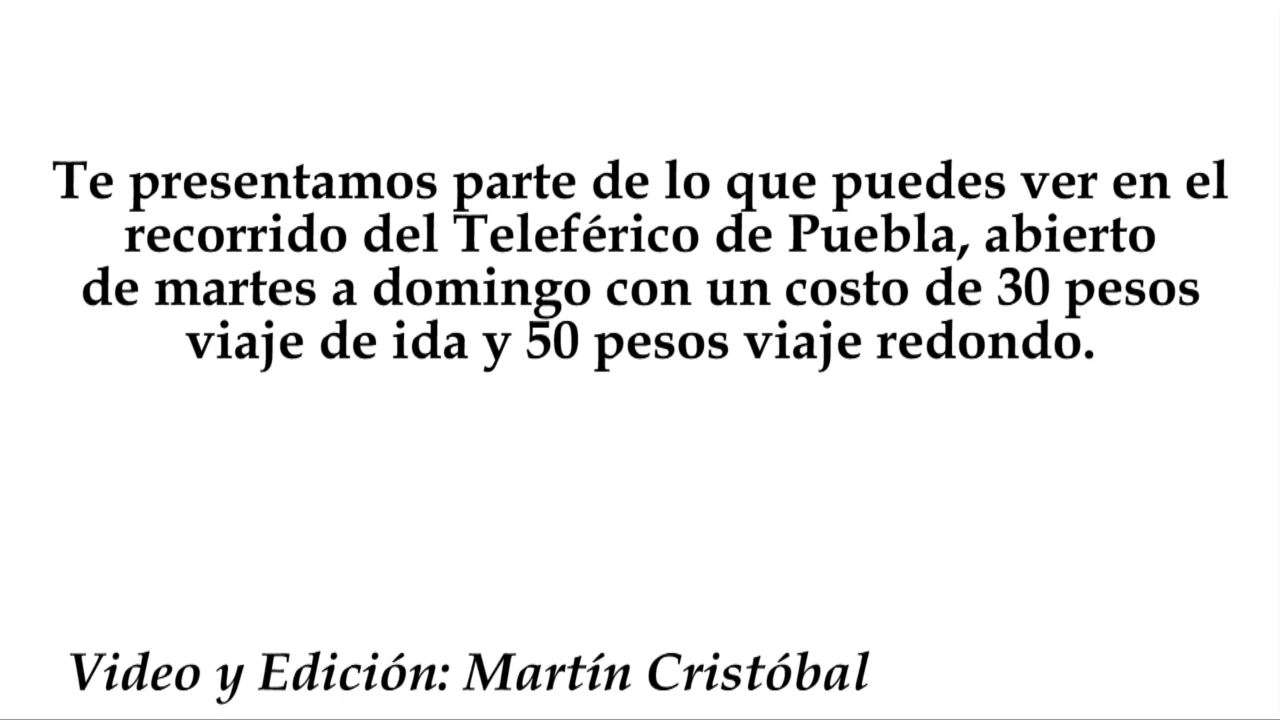 Te presentamos parte de lo que puedes ver en el
recorrido del Teleférico de Puebla, abierto
de martes a domingo con un costo de 30 pesos
viaje de ida y 50 pesos viaje redondo.
Video y Edición: Martín Cristóbal